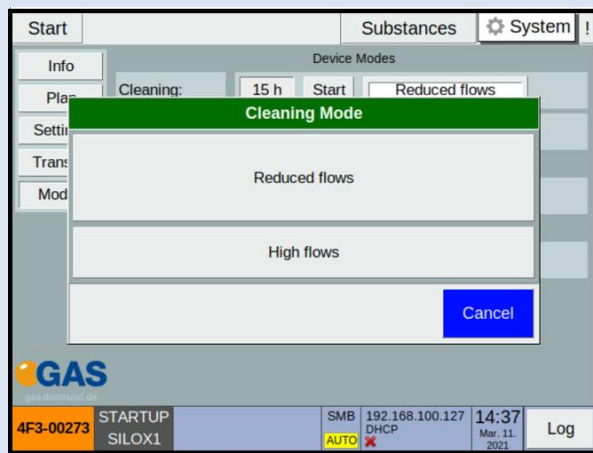 Start
Substances
System
!
Device Modes
Info
Cleaning:
15 h
Start
Reduced flows
Cleaning Mode
Reduced flows
High flows
Cancel
GAS
gas-dortmund.de
4F3-00273
STARTUP
SILOX1
SMB
AUTO
192.168.100.127
DHCP
14:37
Mar. 11.
2021
Log